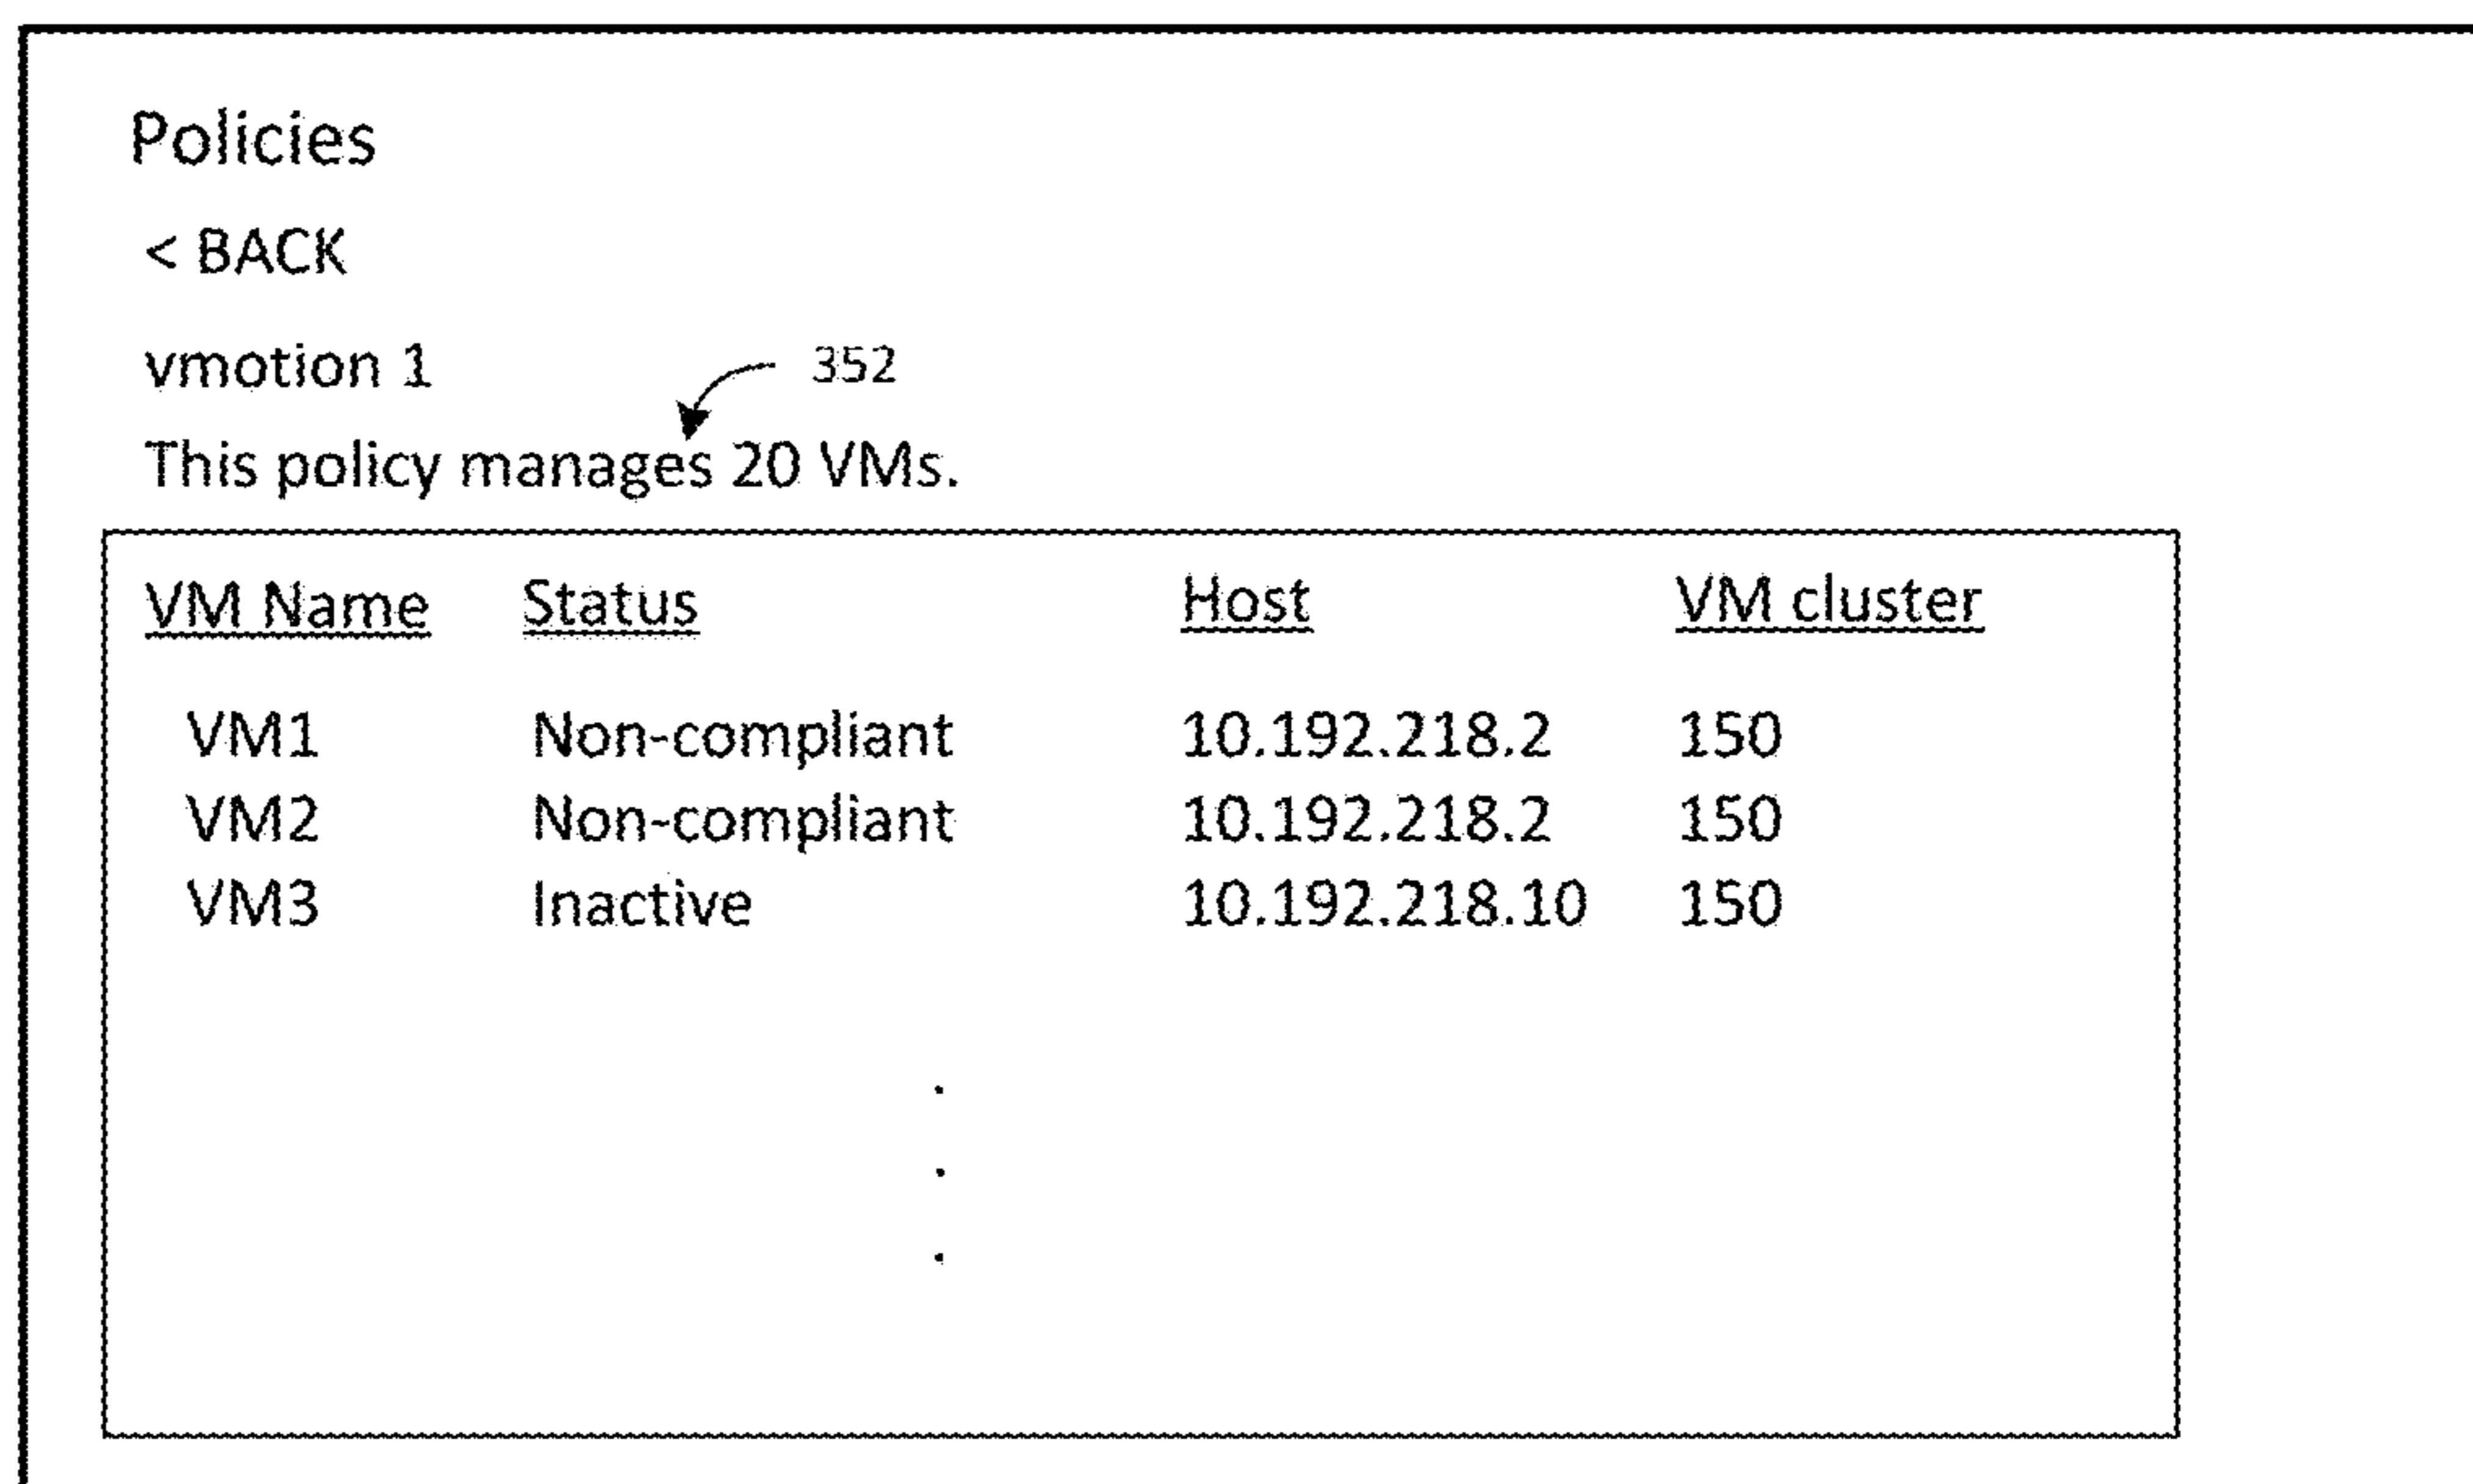 Policies
< BACK
vmotion 1
352
This policy manages 20 VMs.
VM Name Status Host VM cluster
VM1 Non-compliant 10.192.218.2 150
VM2 Non-compliant 10.192.218.2 150
VM3 Inactive 10.192.218.10 150